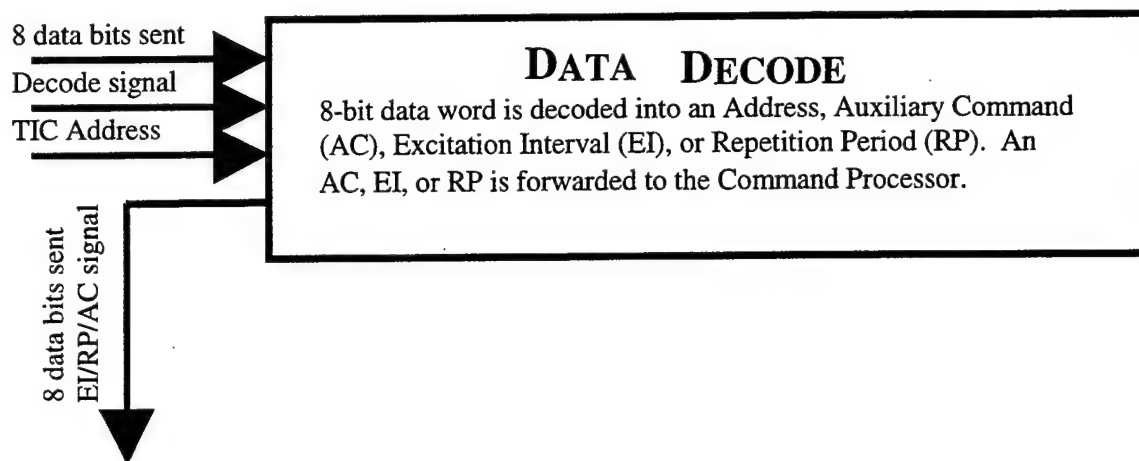 8 data bits sent
Decode signal
TIC Address
DATA DECODE
8-bit data word is decoded into an Address, Auxiliary Command
(AC), Excitation Interval (EI), or Repetition Period (RP). An
AC, EI, or RP is forwarded to the Command Processor.
8 data bits sent
EI/RP/AC signal